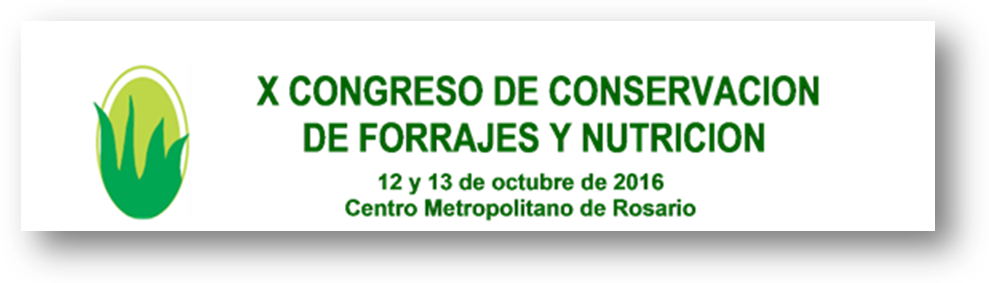 X CONGRESO DE CONSERVACION
DE FORRAJES Y NUTRICION
12 y 13 de octubre de 2016
Centro Metropolitano de Rosario